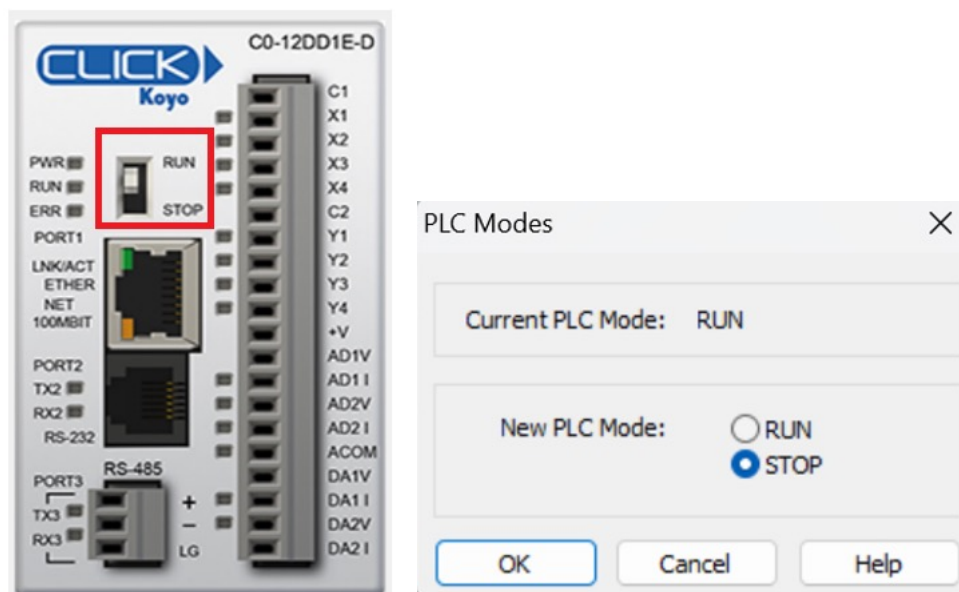 CLICK
Koyo
C0-12DD1E-D
PWR
RUN
ERR
RUN
STOP
PORT1
LNK/ACT
ETHER
NET
100MBIT
PORT2
TX2
RX2
RS-232
PORT3
RS-485
TX3
RX3
+
−
LG
C1
X1
X2
X3
X4
C2
Y1
Y2
Y3
Y4
+V
AD1V
AD1 I
AD2V
AD2 I
ACOM
DA1V
DA1 I
DA2V
DA2 I
PLC Modes
Current PLC Mode: RUN
New PLC Mode: RUN
STOP
OK Cancel Help